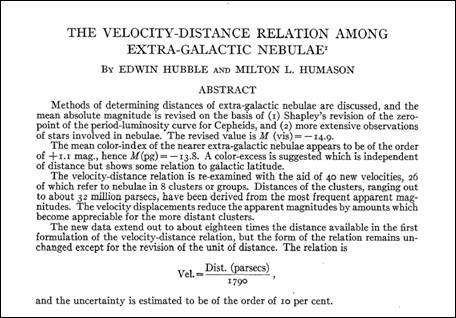 THE VELOCITY-DISTANCE RELATION AMONG
EXTRA-GALACTIC NEBULAE¹
BY EDWIN HUBBLE AND MILTON L. HUMASON
ABSTRACT
Methods of determining distances of extra-galactic nebulae are discussed, and the
mean absolute magnitude is revised on the basis of (1) Shapley's revision of the zero-
point of the period-luminosity curve for Cepheids, and (2) more extensive observations
of stars involved in nebulae. The revised value is M (vis) = −14.9.
The mean color-index of the nearer extra-galactic nebulae appears to be of the order
of +1.1 mag., hence M(pg) = −13.8. A color-excess is suggested which is independent
of distance but shows some relation to galactic latitude.
The velocity-distance relation is re-examined with the aid of 40 new velocities, 26
of which refer to nebulae in 8 clusters or groups. Distances of the clusters, ranging out
to about 32 million parsecs, have been derived from the most frequent apparent mag-
nitudes. The velocity displacements reduce the apparent magnitudes by amounts which
become appreciable for the more distant clusters.
The new data extend out to about eighteen times the distance available in the first
formulation of the velocity-distance relation, but the form of the relation remains un-
changed except for the revision of the unit of distance. The relation is
Vel. = Dist. (parsecs) / 1790 ,
and the uncertainty is estimated to be of the order of 10 per cent.